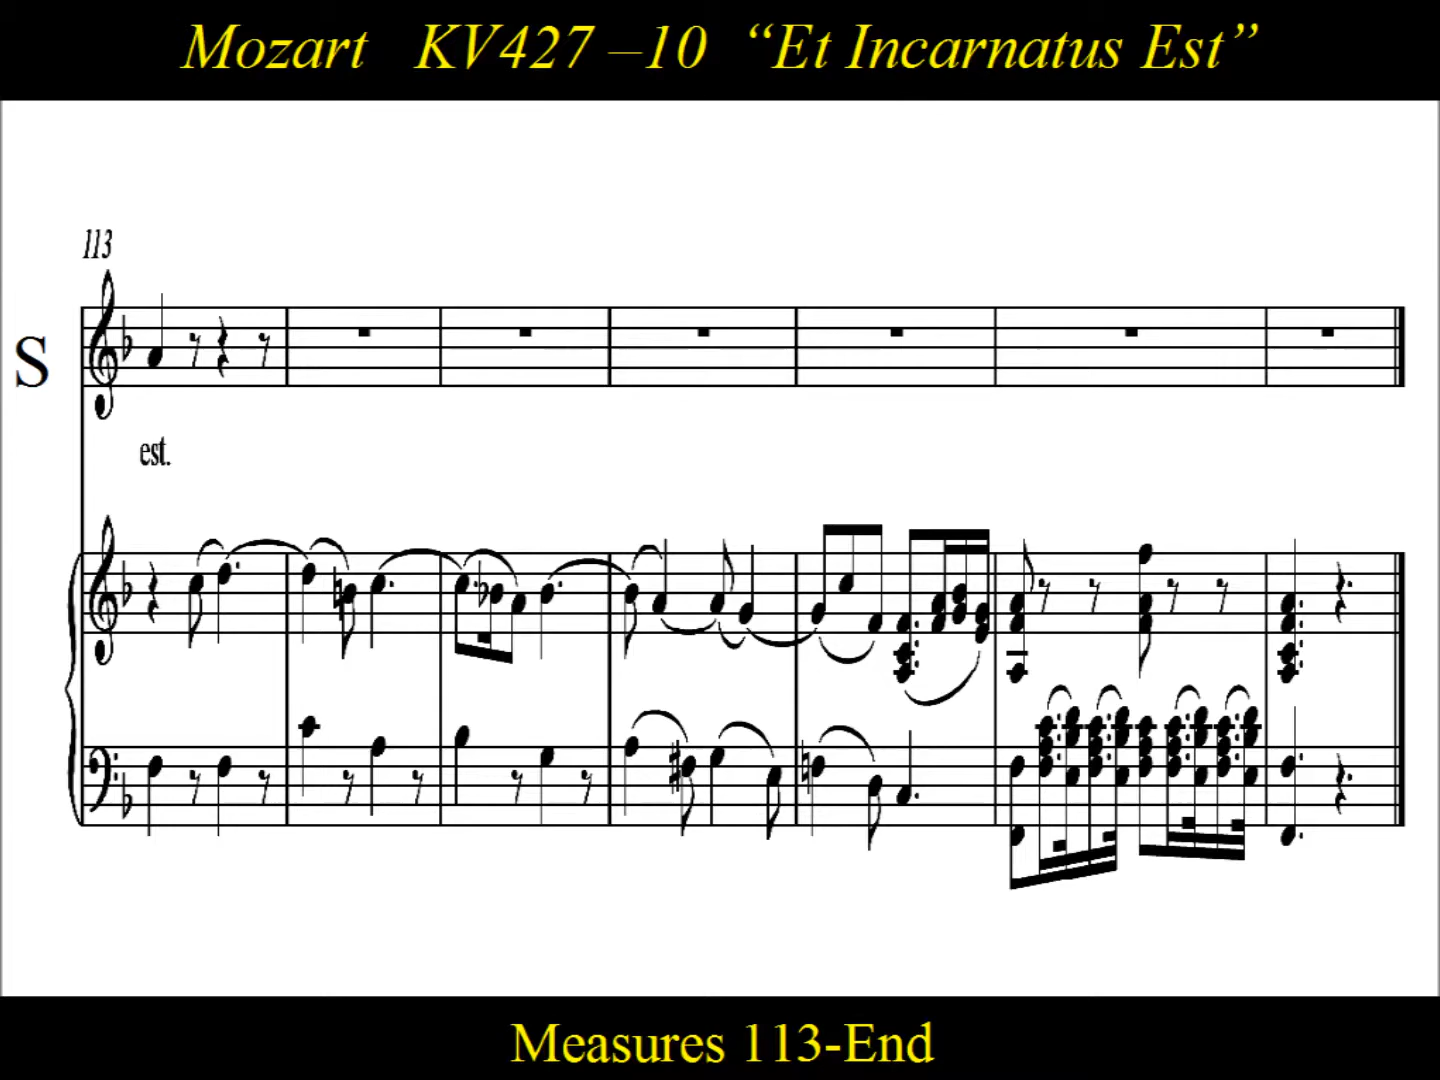 Mozart KV427 –10 “Et Incarnatus Est”
113
S
est.
Measures 113-End